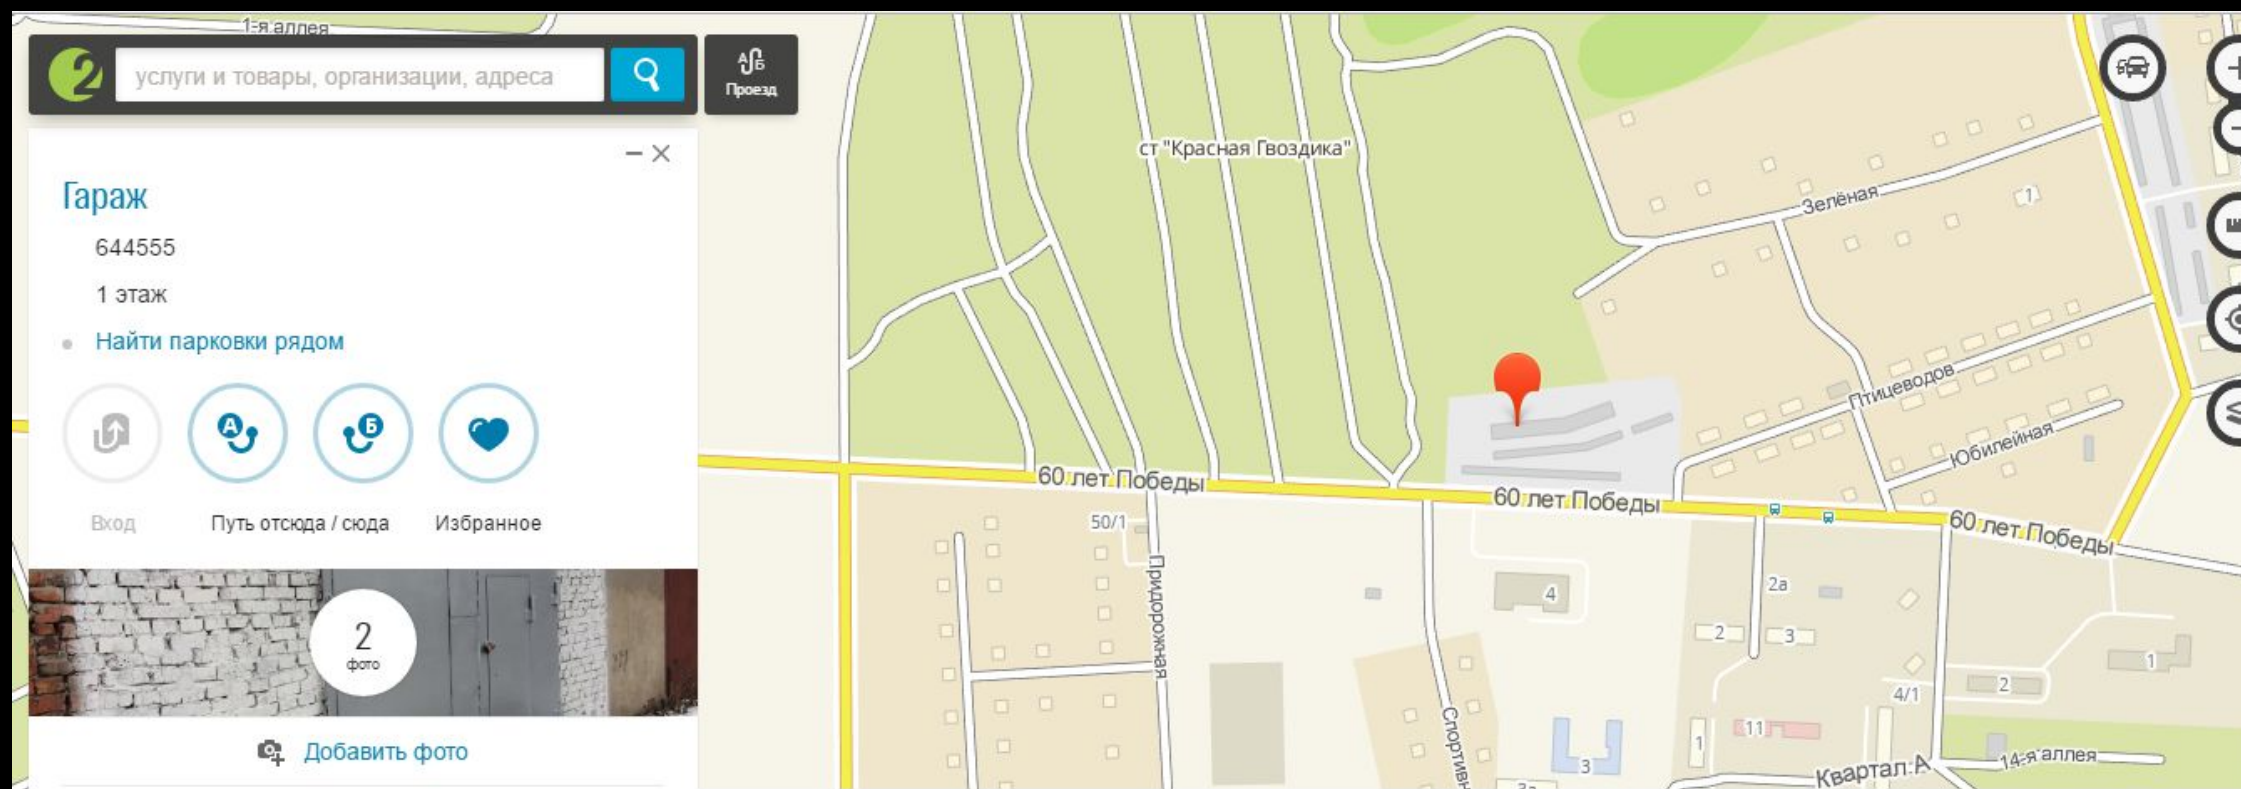 1-я аллея
2
услуги и товары, организации, адреса
А Б
Проезд
Гараж
644555
1 этаж
Найти парковки рядом
А
Б
Вход
Путь отсюда / сюда
Избранное
2
фото
Добавить фото
ст "Красная Гвоздика"
Зелёная
1
Птицеводов
Юбилейная
60 лет Победы
60 лет Победы
60 лет Победы
50/1
Придорожная
4
2а
2
3
1
2
4/1
11
1
3
Квартал А
14-я аллея